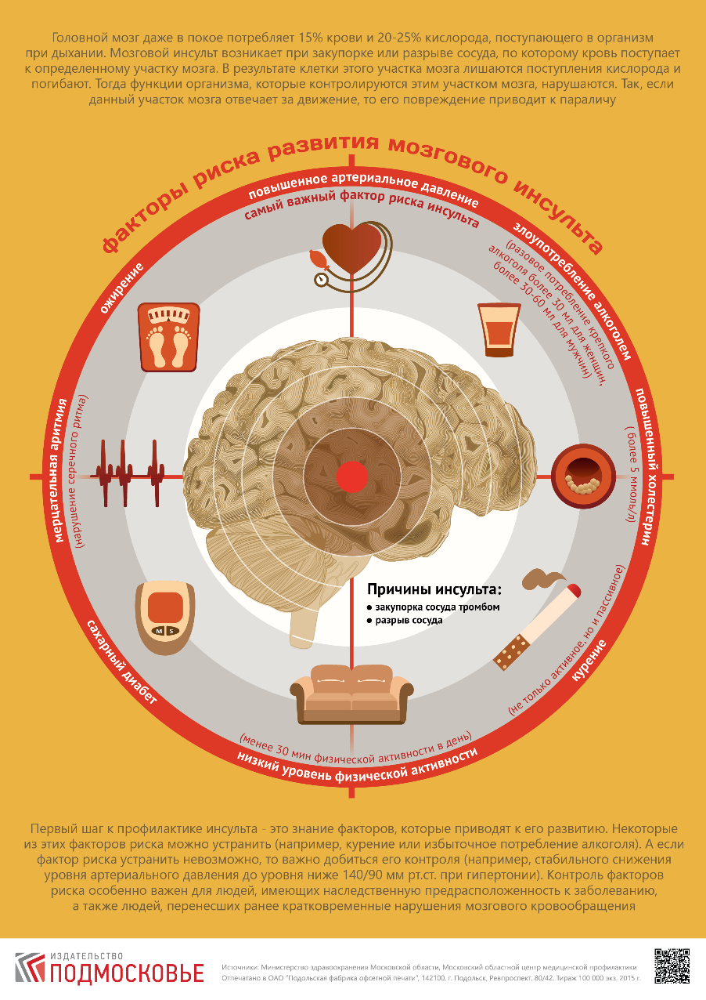 Головной мозг даже в покое потребляет 15% крови и 20-25% кислорода, поступающего в организм
при дыхании. Мозговой инсульт возникает при закупорке или разрыве сосуда, по которому кровь поступает
к определенному участку мозга. В результате клетки этого участка мозга лишаются поступления кислорода и
погибают. Тогда функции организма, которые контролируются этим участком мозга, нарушаются. Так, если
данный участок мозга отвечает за движение, то его повреждение приводит к параличу
факторы риска развития мозгового инсульта
повышенное артериальное давление
самый важный фактор риска инсульта
злоупотребление алкоголем
(разовое потребление крепкого
алкоголя более 30 мл для женщин,
более 30-60 мл для мужчин)
ожирение
повышенный холестерин
( более 5 ммоль/л)
мерцательная аритмия
(нарушение серечного ритма)
Причины инсульта:
● закупорка сосуда тромбом
● разрыв сосуда
M S
сахарный диабет
(не только активное, но и пассивное)
курение
(менее 30 мин физической активности в день)
низкий уровень физической активности
Первый шаг к профилактике инсульта - это знание факторов, которые приводят к его развитию. Некоторые
из этих факторов риска можно устранить (например, курение или избыточное потребление алкоголя). А если
фактор риска устранить невозможно, то важно добиться его контроля (например, стабильного снижения
уровня артериального давления до уровня ниже 140/90 мм рт.ст. при гипертонии). Контроль факторов
риска особенно важен для людей, имеющих наследственную предрасположенность к заболеванию,
а также людей, перенесших ранее кратковременные нарушения мозгового кровообращения
ИЗДАТЕЛЬСТВО
ПОДМОСКОВЬЕ
Источники: Министерство здравоохранения Московской области, Московский областной центр медицинской профилактики
Отпечатано в ОАО "Подольская фабрика офсетной печати", 142100, г. Подольск, Ревпроспект, 80/42. Тираж 100 000 экз. 2015 г.